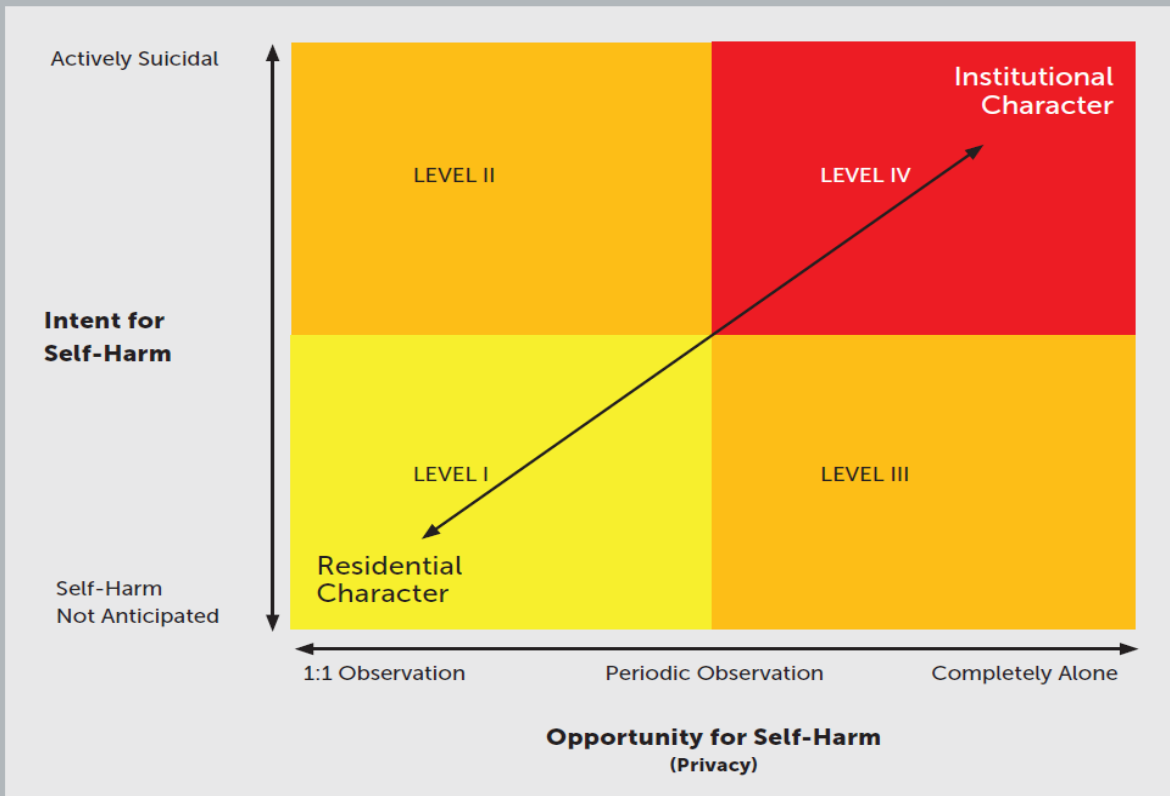 Actively Suicidal
Institutional
Character
LEVEL II
LEVEL IV
Intent for
Self-Harm
LEVEL I
LEVEL III
Residential
Character
Self-Harm
Not Anticipated
1:1 Observation
Periodic Observation
Completely Alone
Opportunity for Self-Harm
(Privacy)